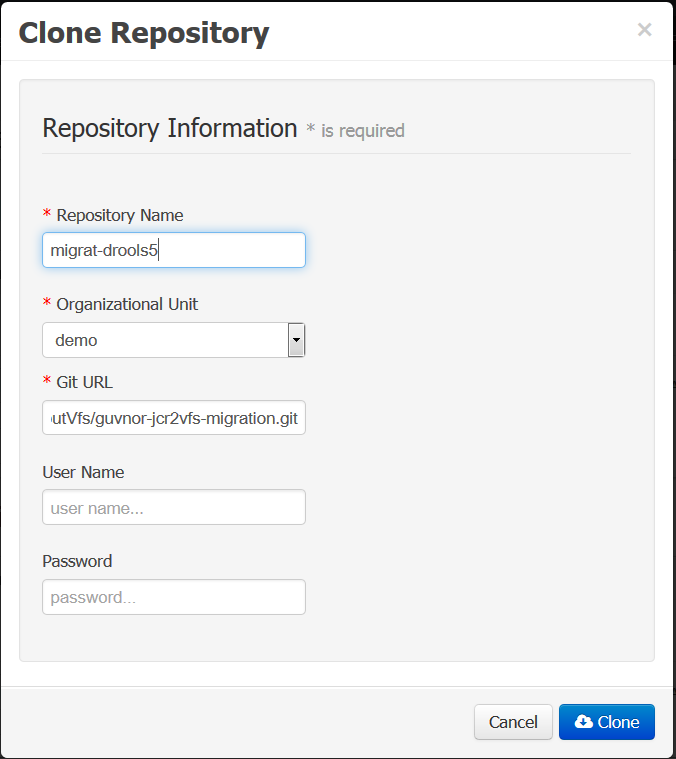 Clone Repository ×
Repository Information * is required
* Repository Name
migrat-drools5
* Organizational Unit
demo
* Git URL
outVfs/guvnor-jcr2vfs-migration.git
User Name
user name...
Password
password...
Cancel Clone